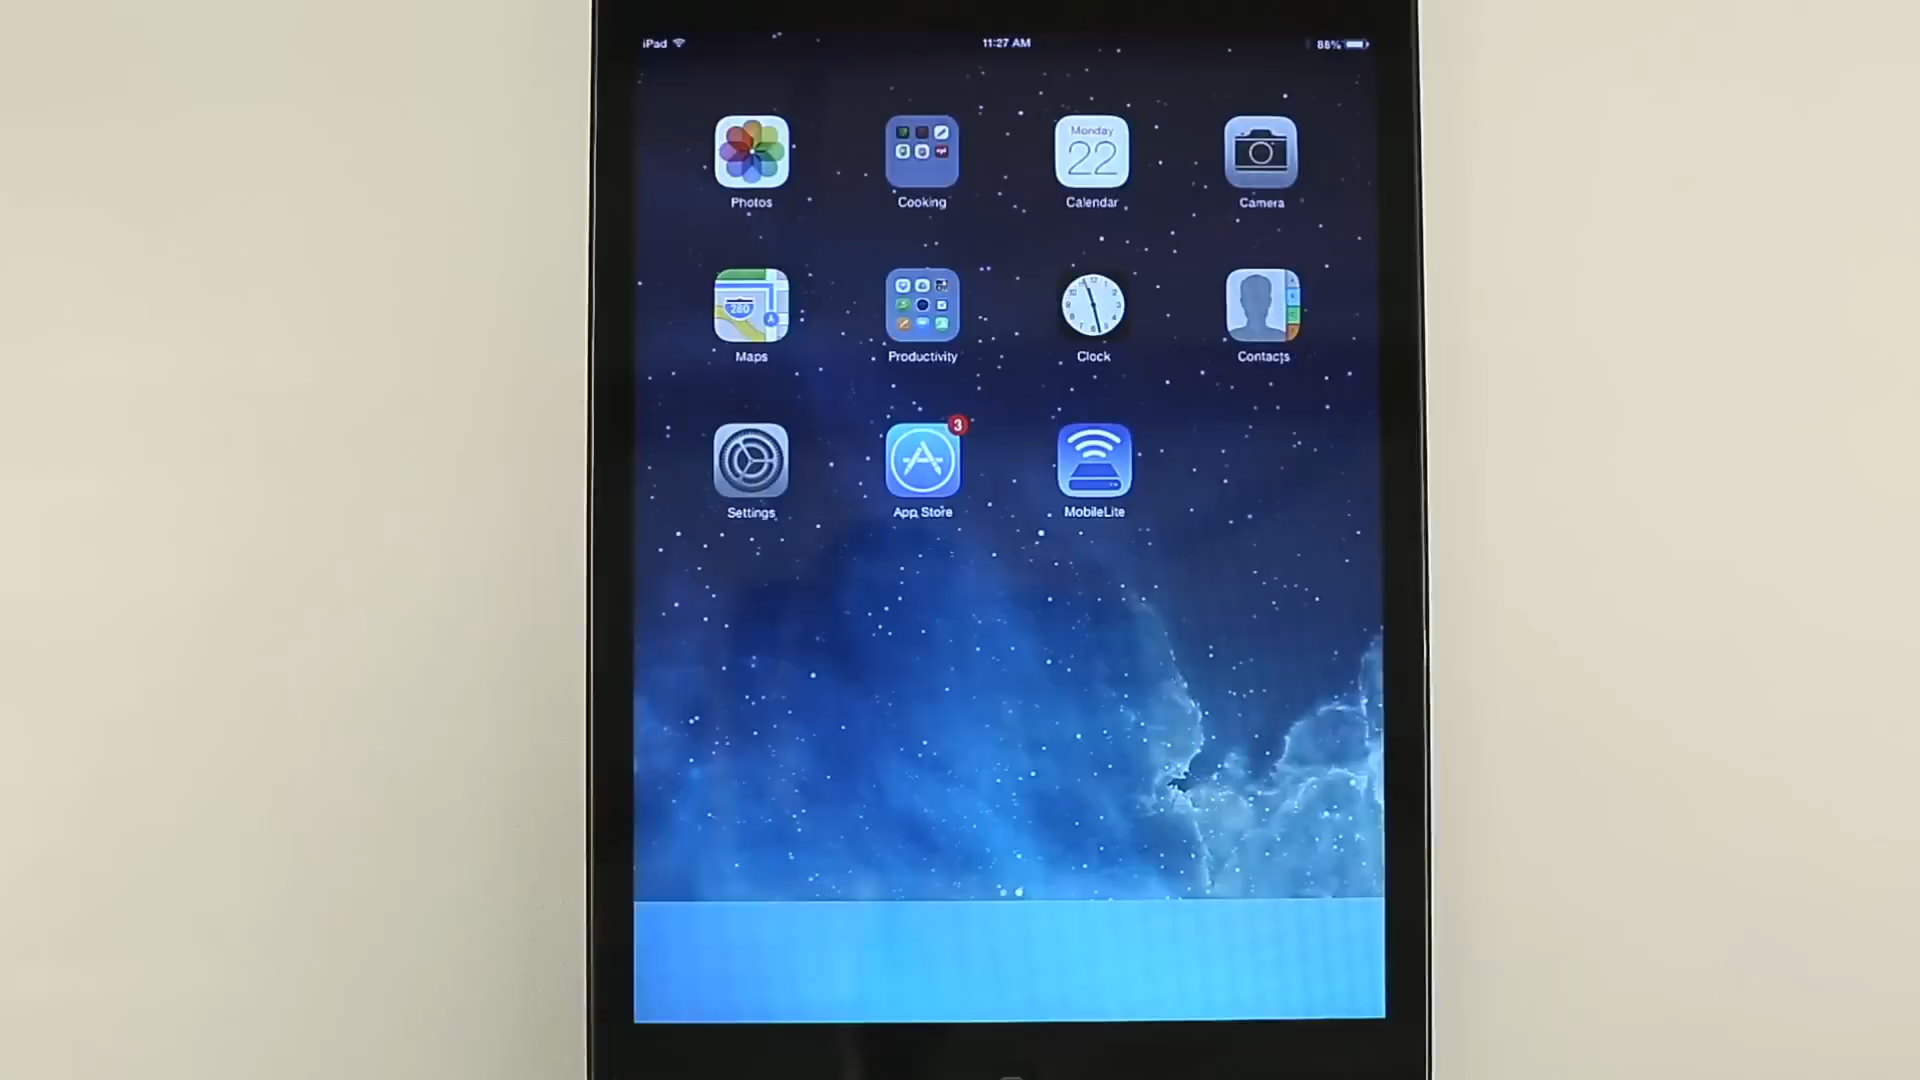 iPad 11:27 AM 88%
Monday
22
Photos Cooking Calendar Camera
280
Maps Productivity Clock Contacts
3
Settings App Store MobileLite